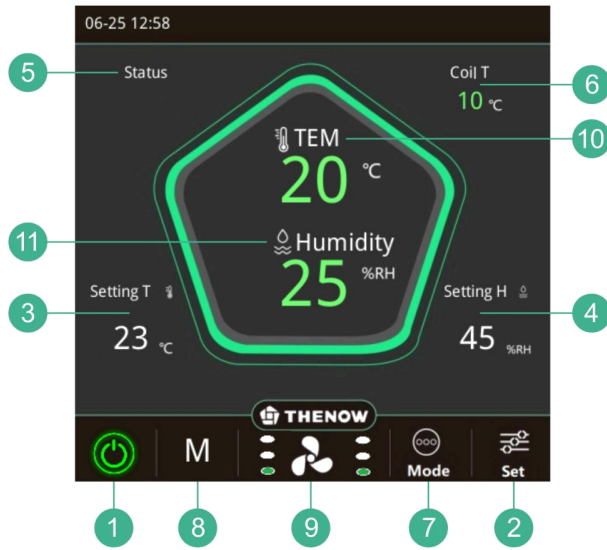 06-25 12:58
5
Status
Coil T
6
10 °C
TEM
10
20 °C
11
Humidity
25 %RH
Setting T
Setting H
3
4
23 °C
45 %RH
THENOW
M
Mode
Set
1
8
9
7
2